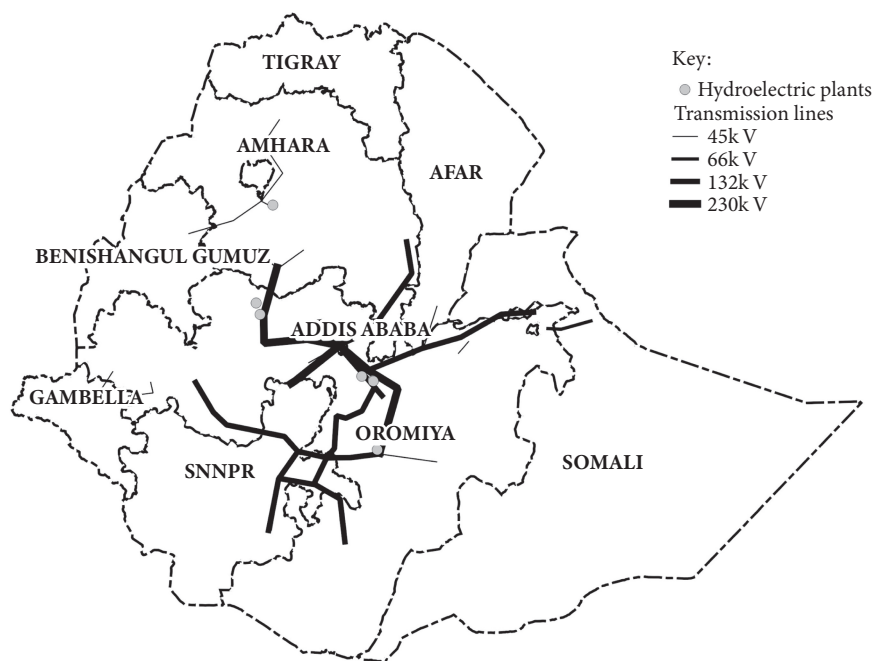 TIGRAY
AMHARA
AFAR
BENISHANGUL GUMUZ
ADDIS ABABA
GAMBELLA
OROMIYA
SNNPR
SOMALI
Key:
Hydroelectric plants
Transmission lines
45k V
66k V
132k V
230k V